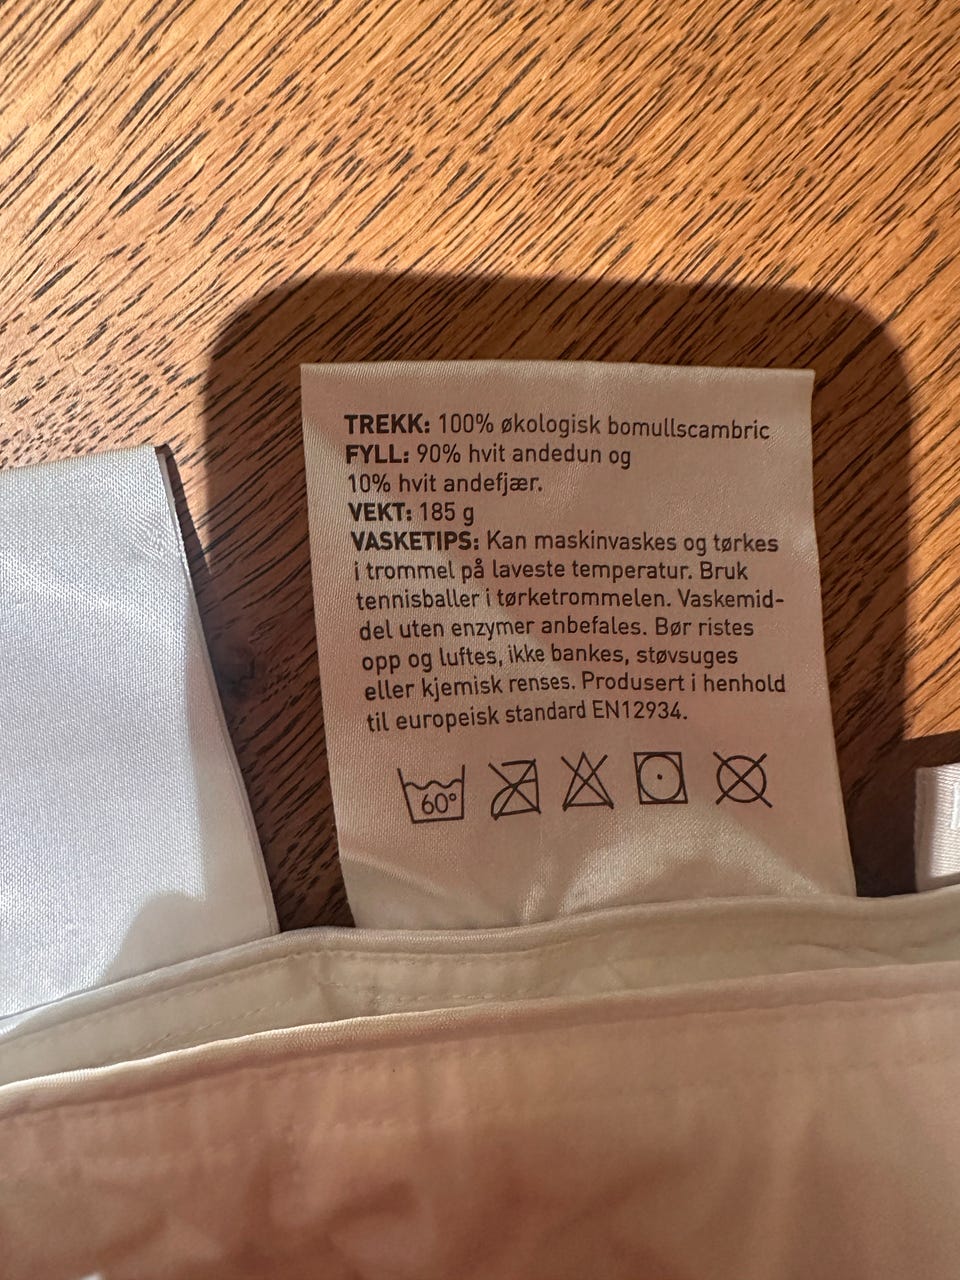 TREKK: 100% økologisk bomullscambric
FYLL: 90% hvit andedun og
10% hvit andefjær.
VEKT: 185 g
VASKETIPS: Kan maskinvaskes og tørkes
i trommel på laveste temperatur. Bruk
tennisballer i tørketrommelen. Vaskemid-
del uten enzymer anbefales. Bør ristes
opp og luftes, ikke bankes, støvsuges
eller kjemisk renses. Produsert i henhold
til europeisk standard EN12934.
60°